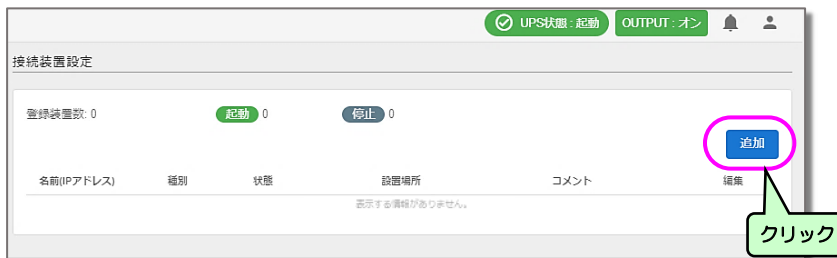 UPS状態 : 起動 OUTPUT : オン
接続装置設定
登録装置数: 0 起動 0 停止 0
追加
名前(IPアドレス) 種別 状態 設置場所 コメント 編集
表示する情報がありません。
クリック